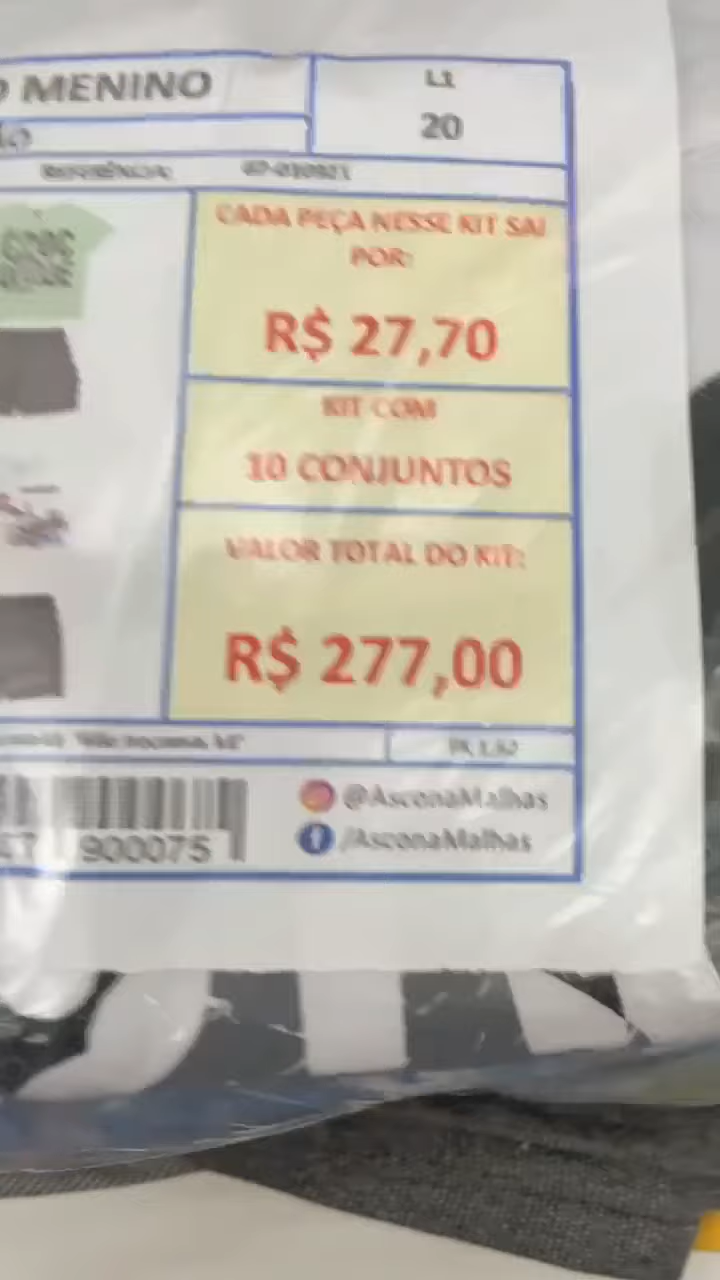 MENINO
L1
20
REFERÊNCIA:
CADA PEÇA NESSE KIT SAI
POR:
R$ 27,70
KIT COM
10 CONJUNTOS
VALOR TOTAL DO KIT:
R$ 277,00
900075
@AsconaMalhas
/AsconaMalhas